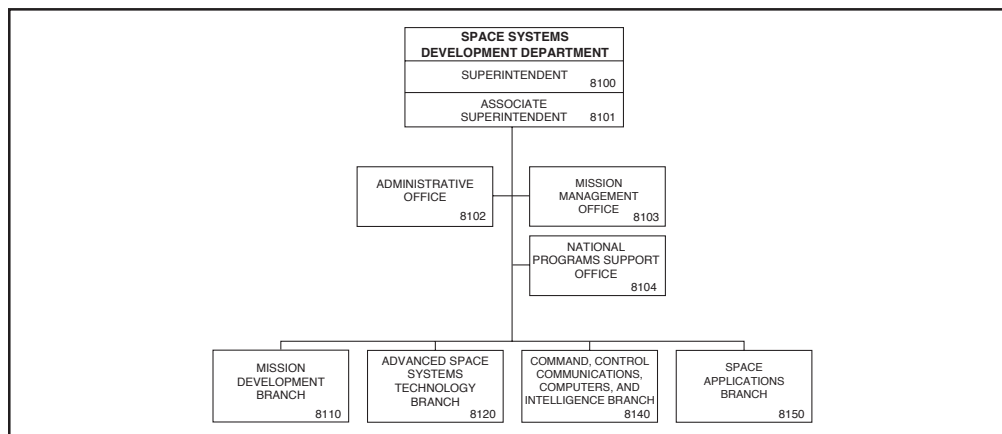 SPACE SYSTEMS
DEVELOPMENT DEPARTMENT
SUPERINTENDENT
8100
ASSOCIATE
SUPERINTENDENT
8101
ADMINISTRATIVE
OFFICE
8102
MISSION
MANAGEMENT
OFFICE
8103
NATIONAL
PROGRAMS SUPPORT
OFFICE
8104
MISSION
DEVELOPMENT
BRANCH
8110
ADVANCED SPACE
SYSTEMS
TECHNOLOGY
BRANCH
8120
COMMAND, CONTROL
COMMUNICATIONS,
COMPUTERS, AND
INTELLIGENCE BRANCH
8140
SPACE
APPLICATIONS
BRANCH
8150